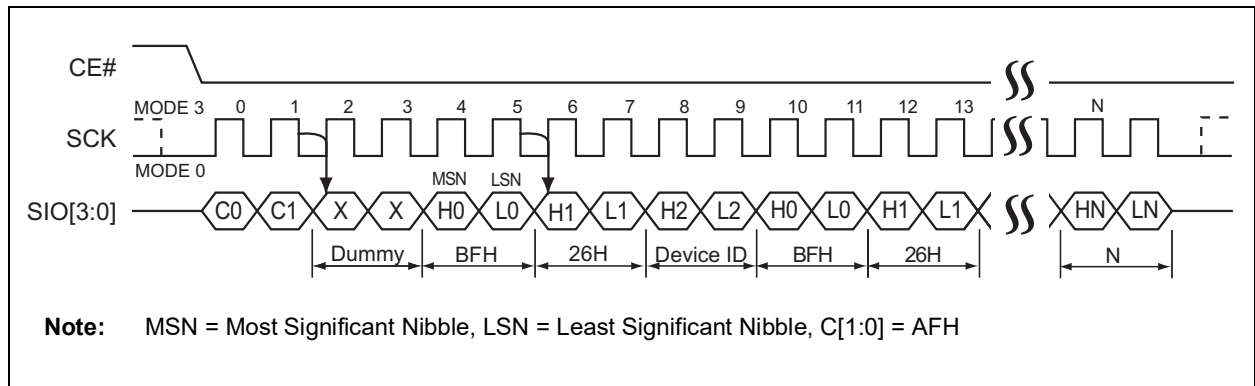 CE#
MODE 3 0 1 2 3 4 5 6 7 8 9 10 11 12 13 N
SCK
MODE 0
MSN LSN
SIO[3:0] C0 C1 X X H0 L0 H1 L1 H2 L2 H0 L0 H1 L1 HN LN
Dummy BFH 26H Device ID BFH 26H N
Note: MSN = Most Significant Nibble, LSN = Least Significant Nibble, C[1:0] = AFH